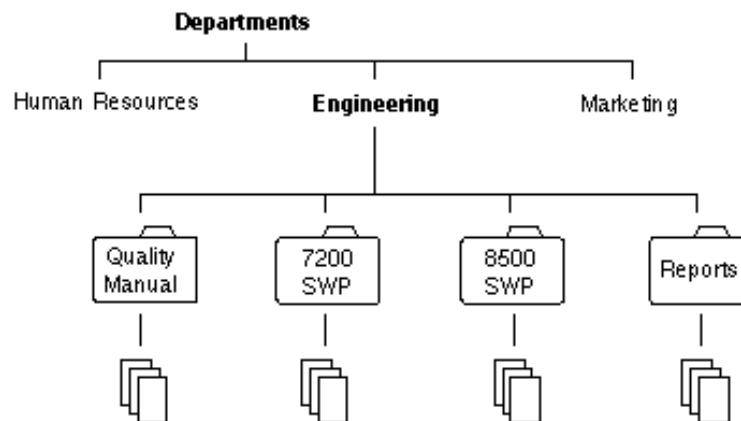 Departments
Human Resources
Engineering
Marketing
Quality
Manual
7200
SWP
8500
SWP
Reports